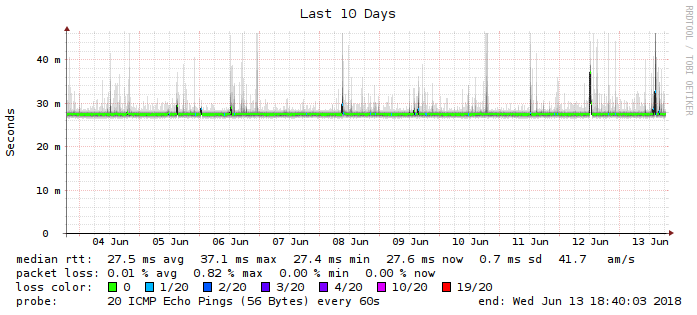 Last 10 Days
RRDTOOL / TOBI OETIKER
Seconds
40 m
30 m
20 m
10 m
0
04 Jun 05 Jun 06 Jun 07 Jun 08 Jun 09 Jun 10 Jun 11 Jun 12 Jun 13 Jun
median rtt: 27.5 ms avg 37.1 ms max 27.4 ms min 27.6 ms now 0.7 ms sd 41.7 am/s
packet loss: 0.01 % avg 0.82 % max 0.00 % min 0.00 % now
loss color: 0 1/20 2/20 3/20 4/20 10/20 19/20
probe: 20 ICMP Echo Pings (56 Bytes) every 60s end: Wed Jun 13 18:40:03 2018